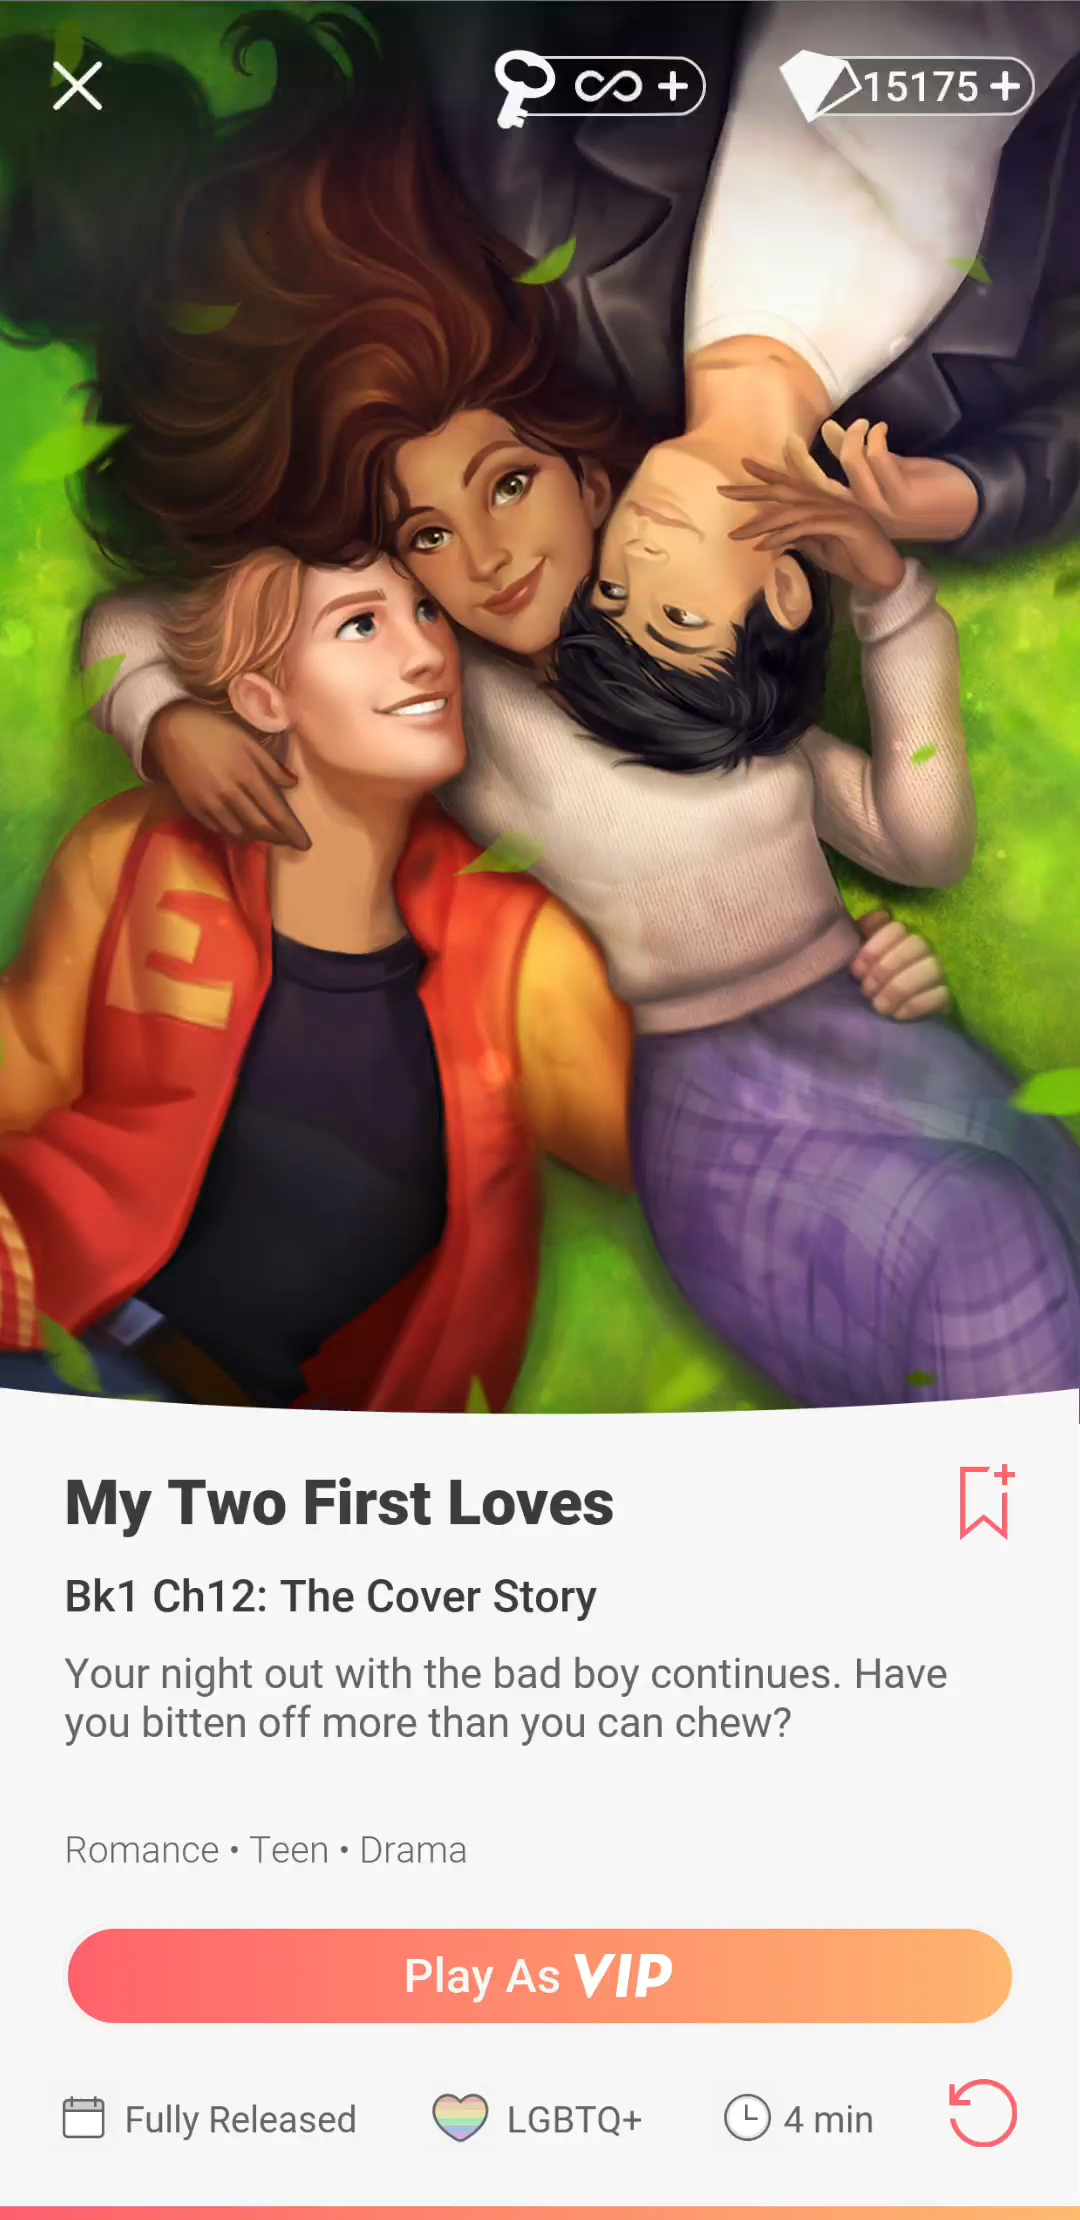 ∞ + 15175 +
E
My Two First Loves
Bk1 Ch12: The Cover Story
Your night out with the bad boy continues. Have
you bitten off more than you can chew?
Romance • Teen • Drama
Play As VIP
Fully Released LGBTQ+ 4 min